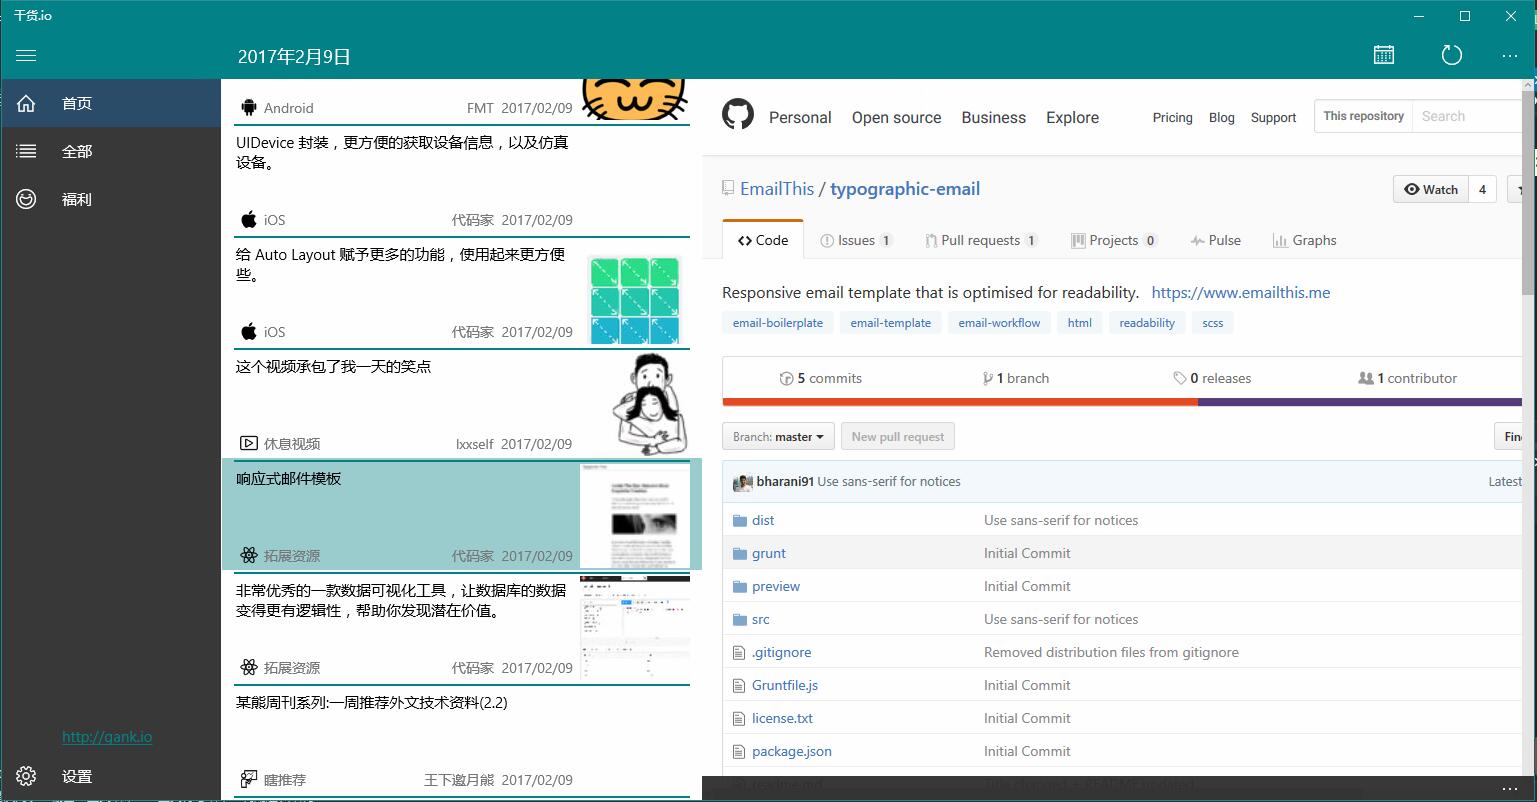 干货.io
2017年2月9日
首页
全部
福利
http://gank.io
设置
Android FMT 2017/02/09
UIDevice 封装，更方便的获取设备信息，以及仿真
设备。
iOS 代码家 2017/02/09
给 Auto Layout 赋予更多的功能，使用起来更方便
些。
iOS 代码家 2017/02/09
这个视频承包了我一天的笑点
休息视频 lxxself 2017/02/09
响应式邮件模板
拓展资源 代码家 2017/02/09
非常优秀的一款数据可视化工具，让数据库的数据
变得更有逻辑性，帮助你发现潜在价值。
拓展资源 代码家 2017/02/09
某熊周刊系列:一周推荐外文技术资料(2.2)
瞎推荐 王下邀月熊 2017/02/09
Personal Open source Business Explore Pricing Blog Support This repository Search
EmailThis / typographic-email Watch 4
Code Issues 1 Pull requests 1 Projects 0 Pulse Graphs
Responsive email template that is optimised for readability. https://www.emailthis.me
email-boilerplate email-template email-workflow html readability scss
5 commits 1 branch 0 releases 1 contributor
Branch: master New pull request Fin
bharani91 Use sans-serif for notices Latest
dist Use sans-serif for notices
grunt Initial Commit
preview Initial Commit
src Use sans-serif for notices
.gitignore Removed distribution files from gitignore
Gruntfile.js Initial Commit
license.txt Initial Commit
package.json Initial Commit